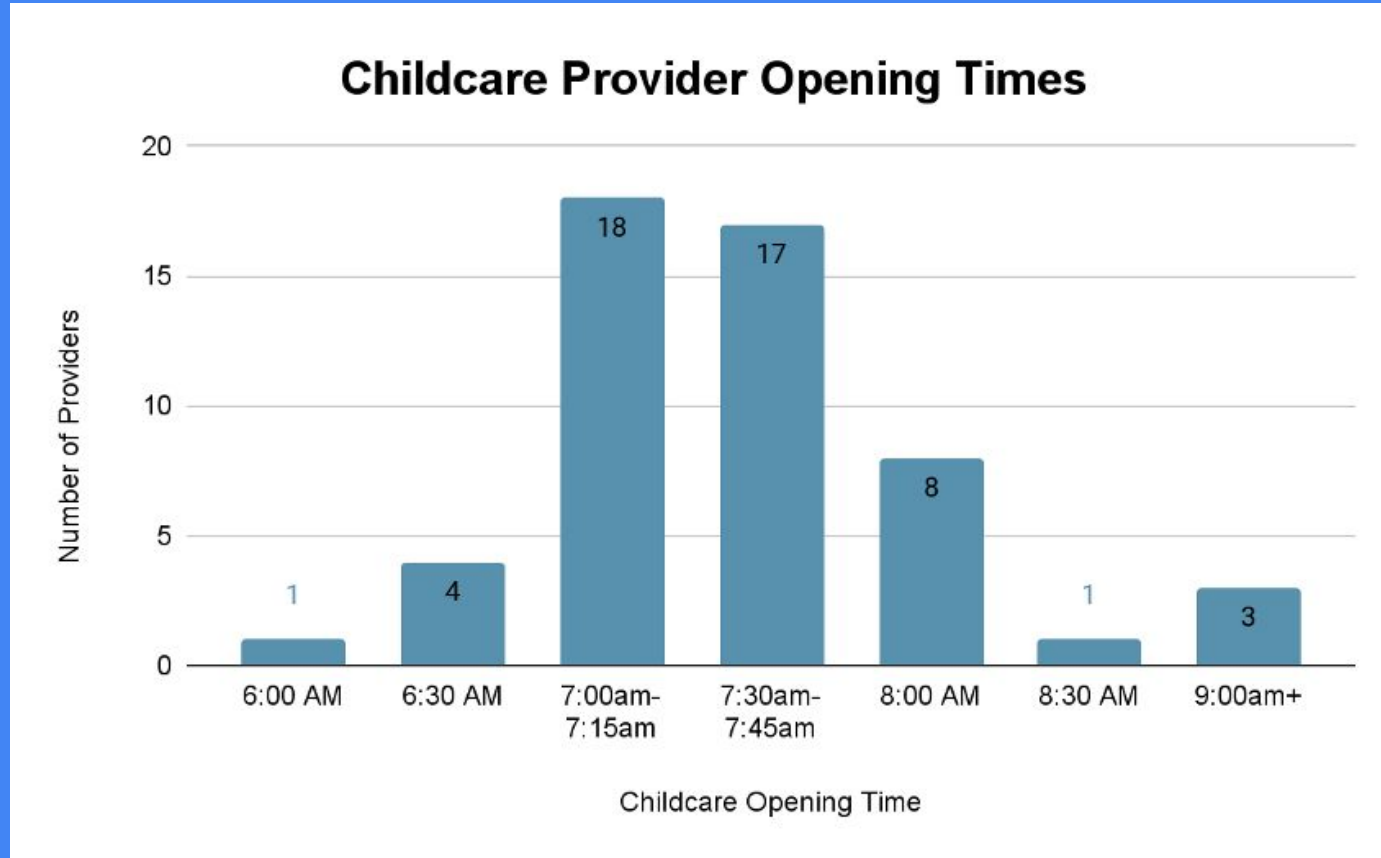 Childcare Provider Opening Times
20
15
10
5
0
Number of Providers
1
4
18
17
8
1
3
6:00 AM
6:30 AM
7:00am-
7:15am
7:30am-
7:45am
8:00 AM
8:30 AM
9:00am+
Childcare Opening Time